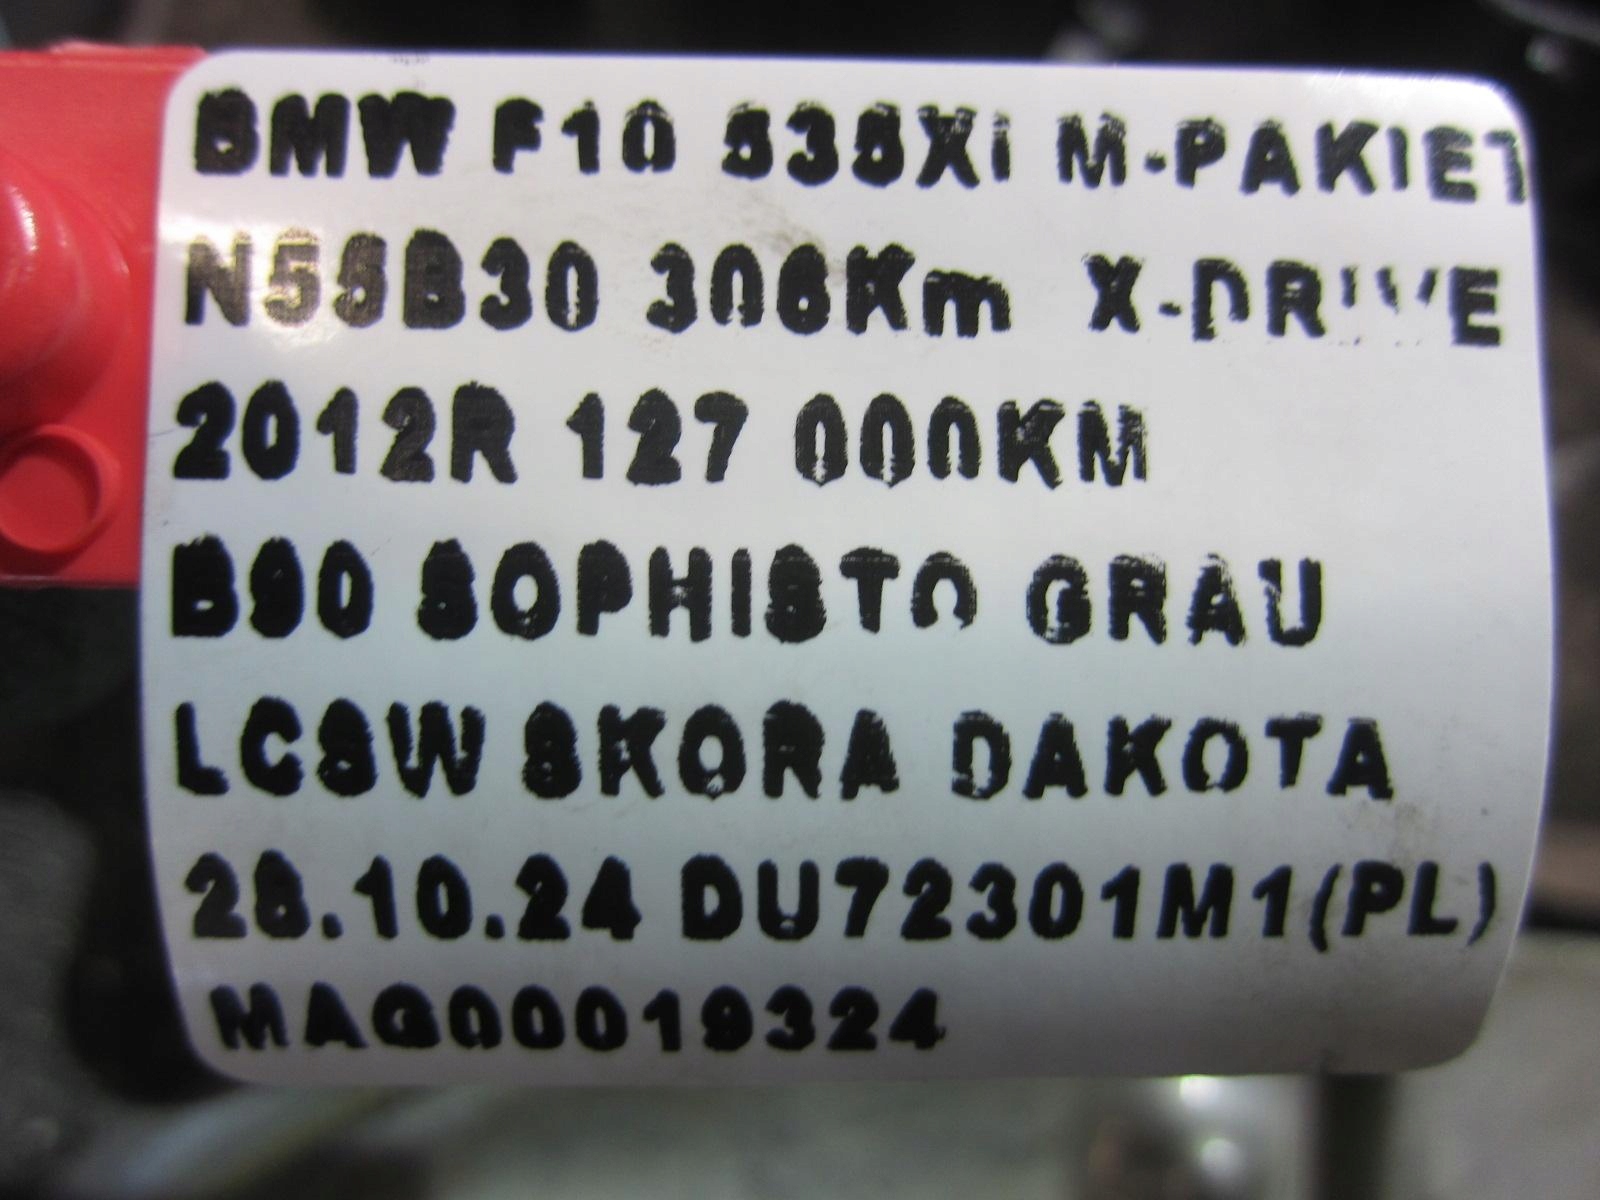 BMW F10 535Xi M-PAKIET
N55B30 306Km X-DRIVE
2012R 127 000KM
B90 SOPHISTO GRAU
LCSW SKORA DAKOTA
28.10.24 DU72301M1(PL)
MAG00019324